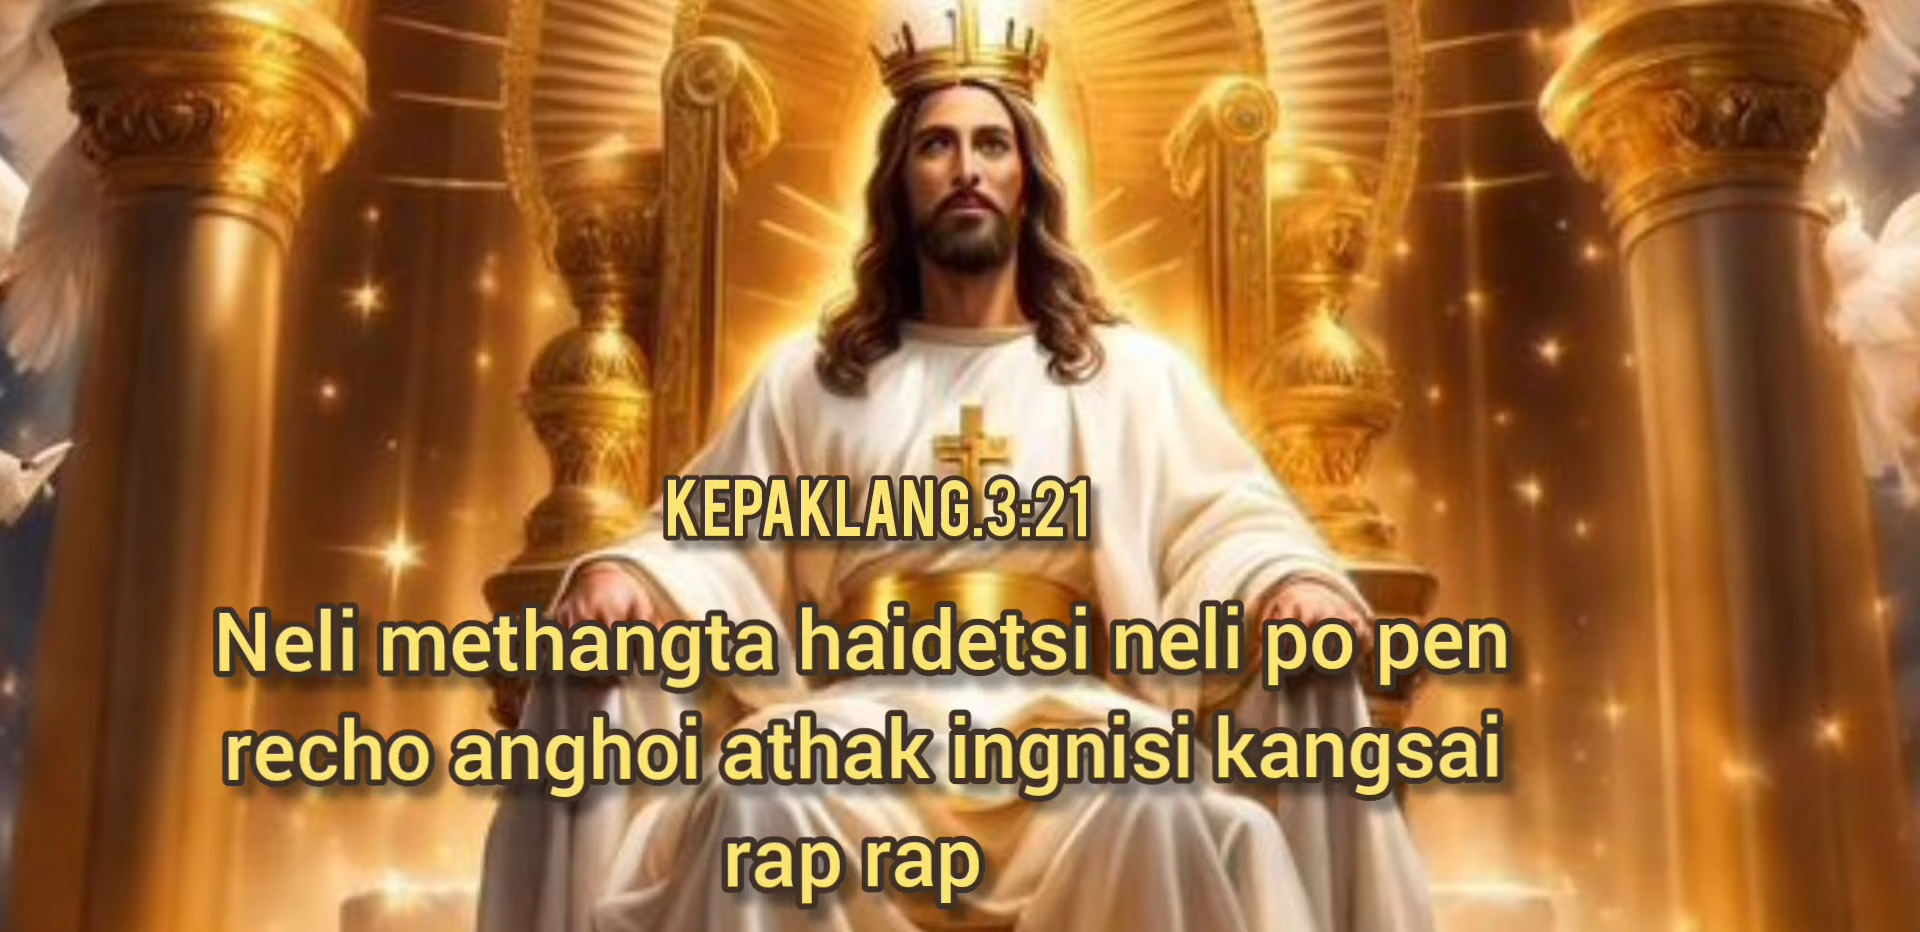 KEPAKLANG.3:21
Neli methangta haidetsi neli po pen
recho anghoi athak ingnisi kangsai
rap rap